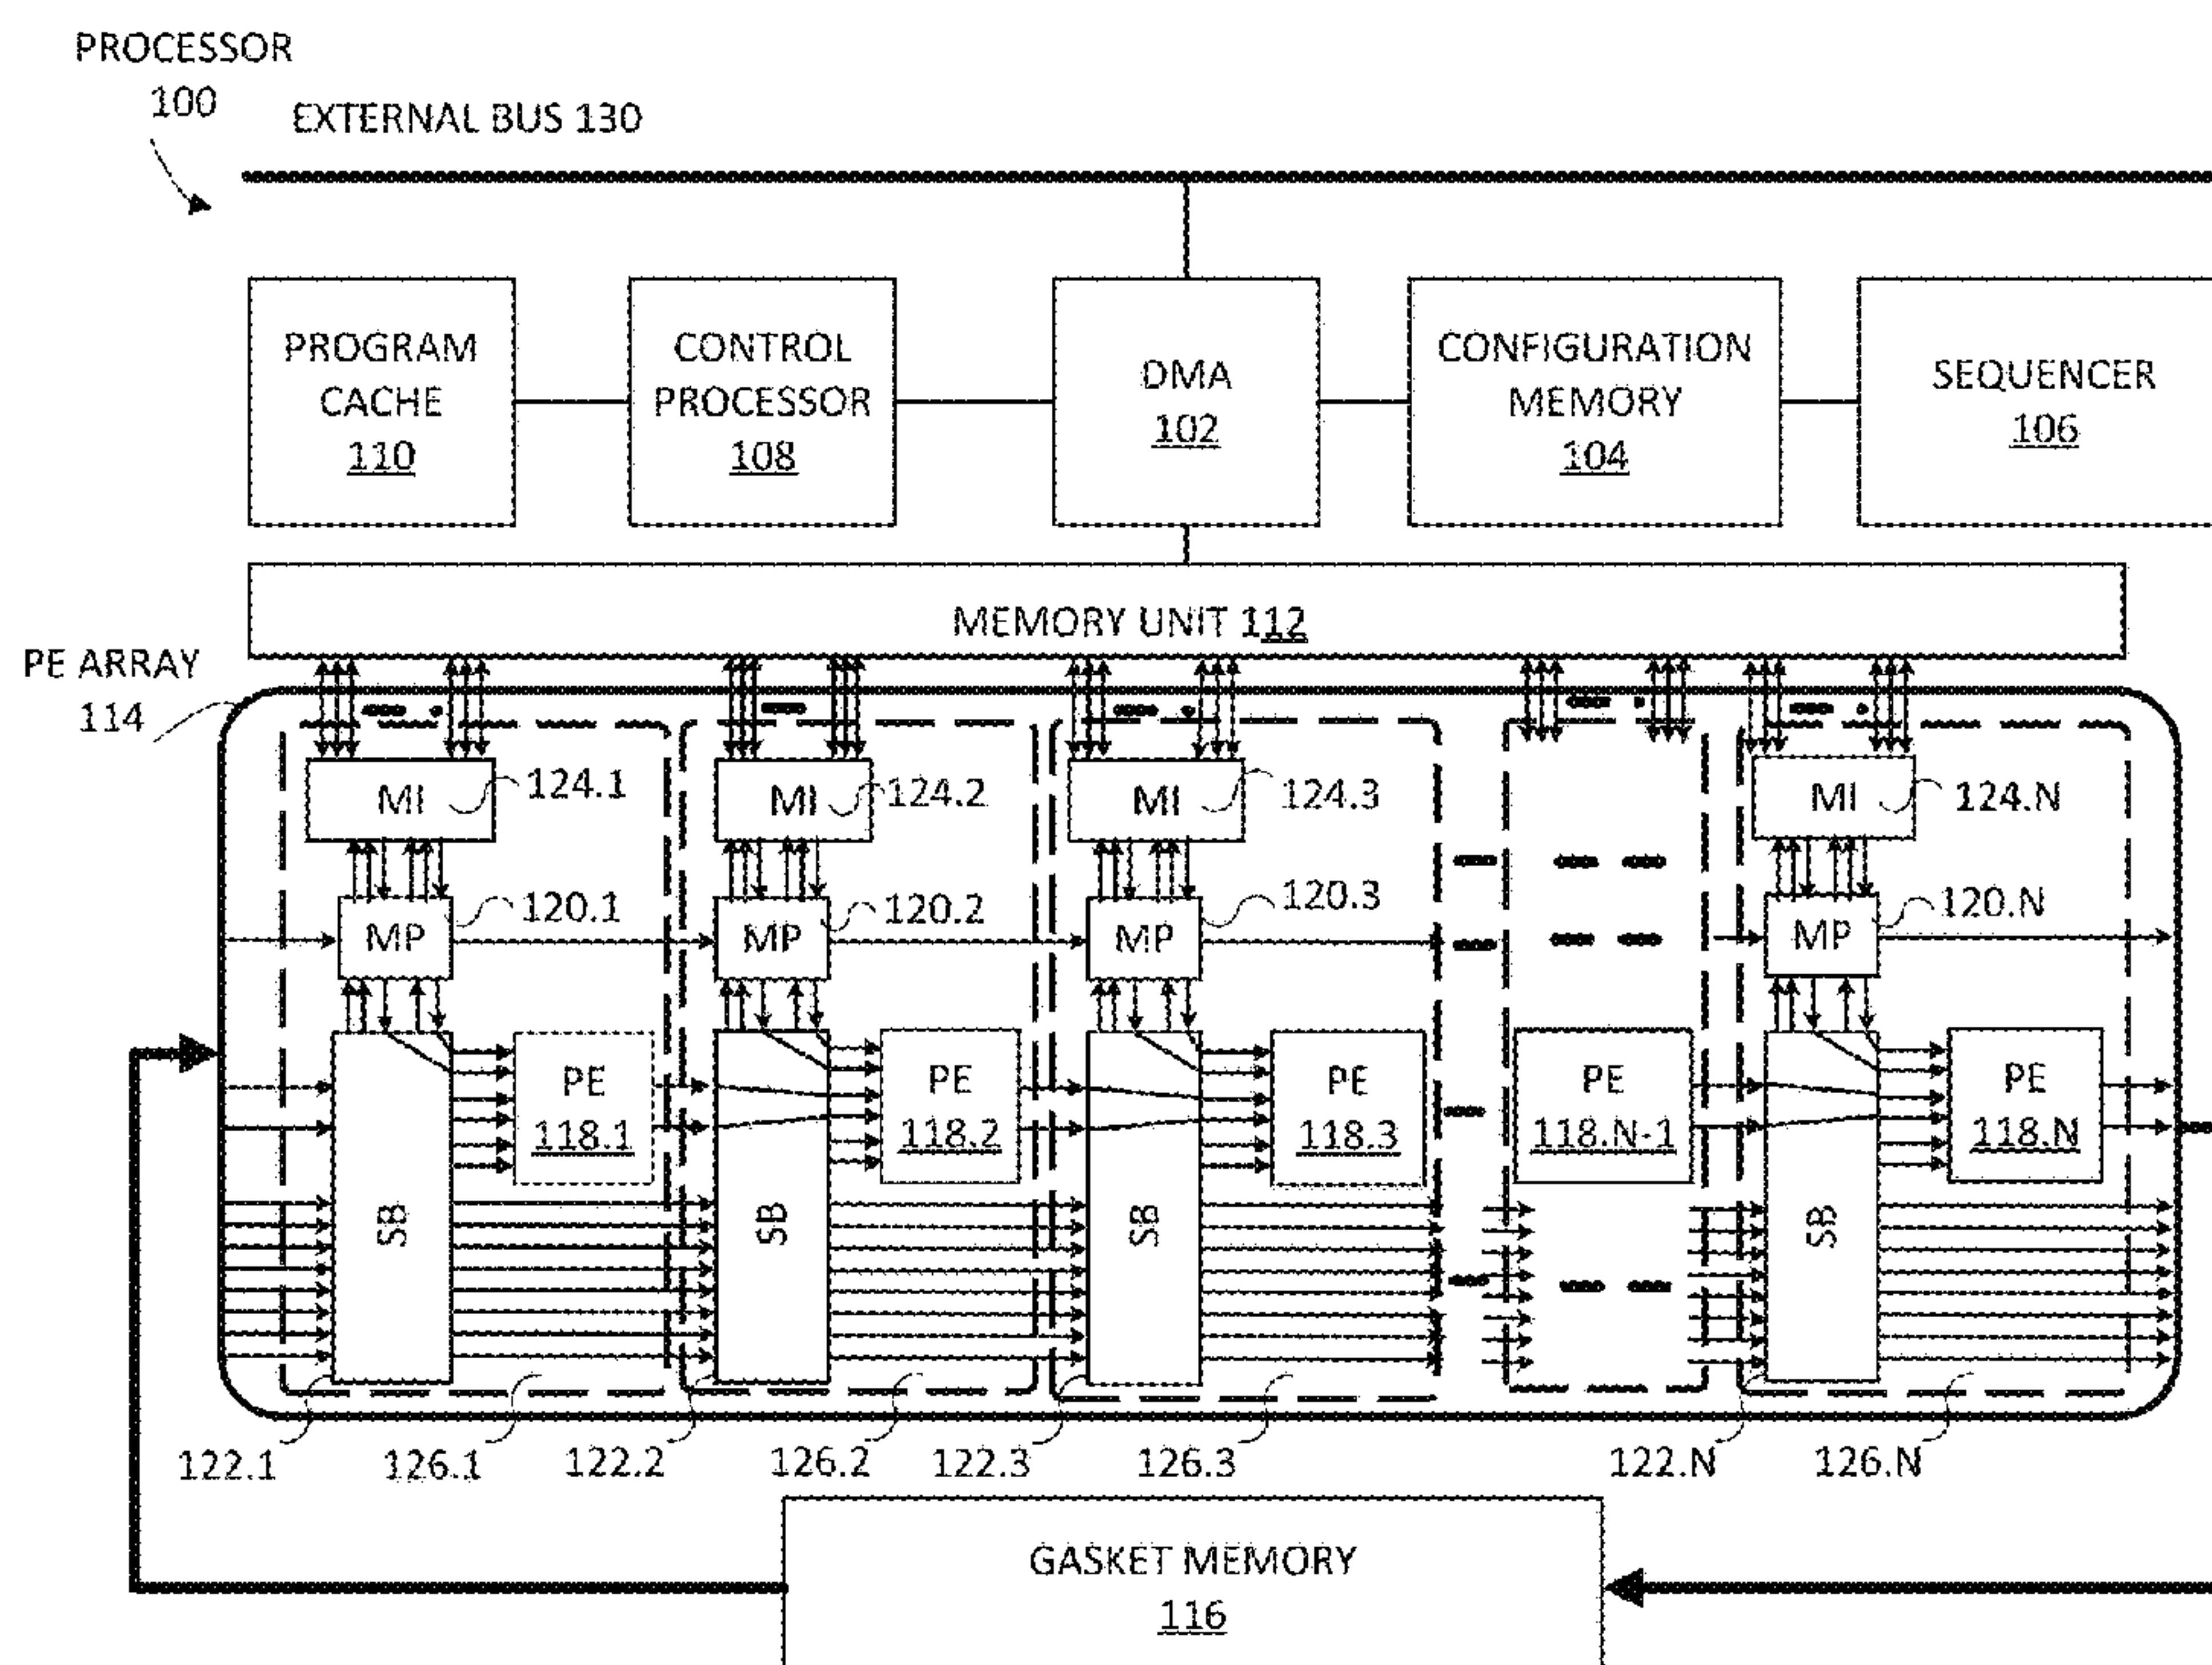 PROCESSOR
100
EXTERNAL BUS 130
PROGRAM
CACHE
110
CONTROL
PROCESSOR
108
DMA
102
CONFIGURATION
MEMORY
104
SEQUENCER
106
MEMORY UNIT 112
PE ARRAY
114
MI
124.1
MI
124.2
MI
124.3
MI
124.N
MP
120.1
MP
120.2
MP
120.3
MP
120.N
SB
PE
118.1
SB
PE
118.2
SB
PE
118.3
PE
118.N-1
SB
PE
118.N
122.1
126.1
122.2
126.2
122.3
126.3
122.N
126.N
GASKET MEMORY
116